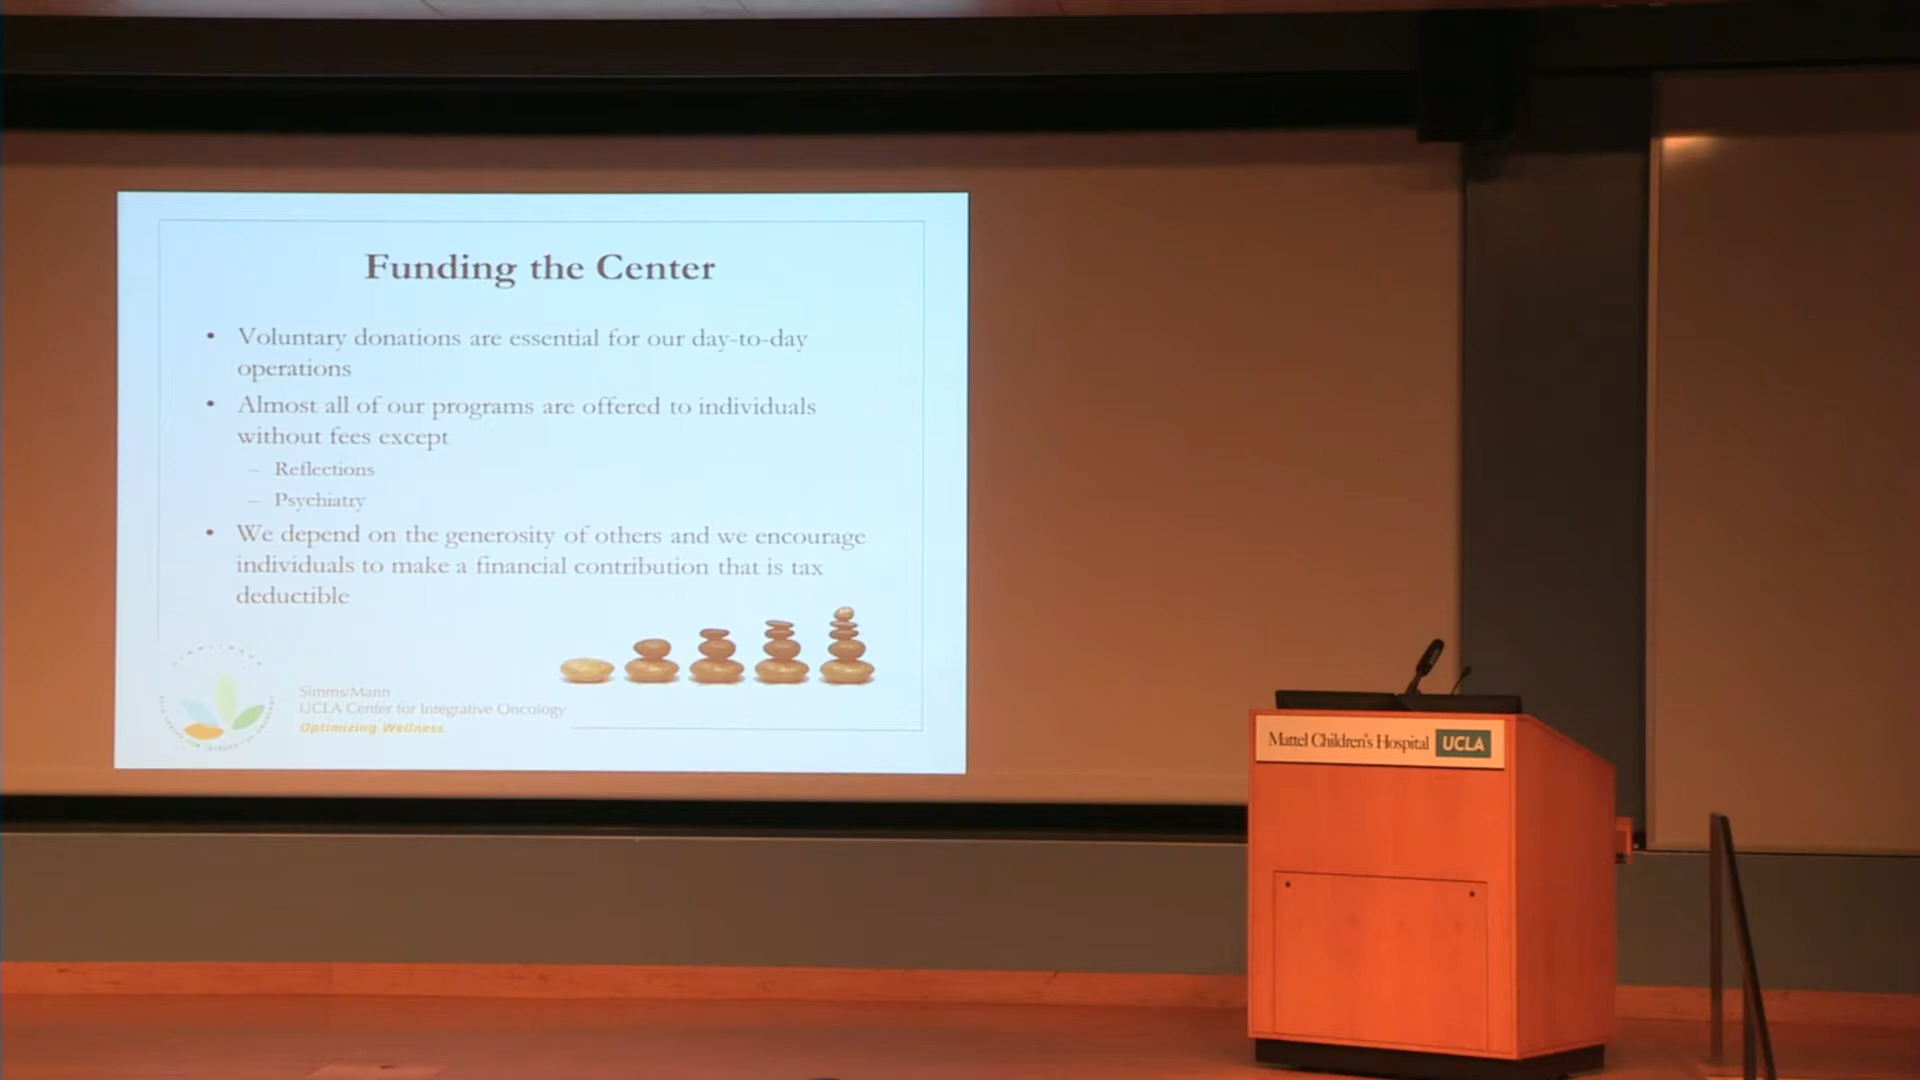 Funding the Center
• Voluntary donations are essential for our day-to-day
operations
• Almost all of our programs are offered to individuals
without fees except
– Reflections
– Psychiatry
• We depend on the generosity of others and we encourage
individuals to make a financial contribution that is tax
deductible
Simms/Mann
UCLA Center for Integrative Oncology
Optimizing Wellness
Mattel Children's Hospital UCLA